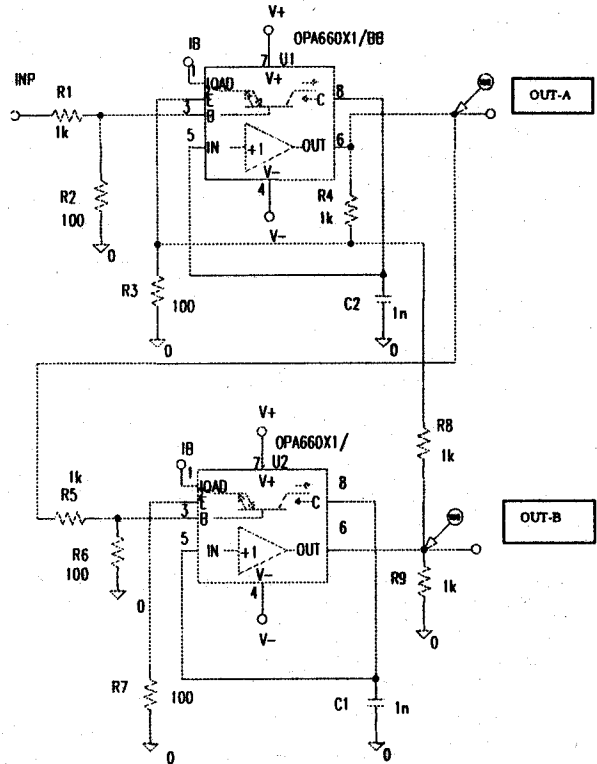 V+
OPA660X1/BB
IB
7
U1
1
IQAD
V+
INP
R1
E
C
8
1k
3
B
5
IN
+1
OUT
6
OUT-A
R2
100
V-
4
R4
1k
V-
0
R3
100
C2
1n
0
0
V+
R8
1k
OPA660X1/
IB
7
U2
1
IQAD
V+
8
1k
R5
E
C
3
B
6
OUT-B
R6
100
5
IN
+1
OUT
V-
4
R9
1k
0
V-
0
R7
100
C1
1n
0
0